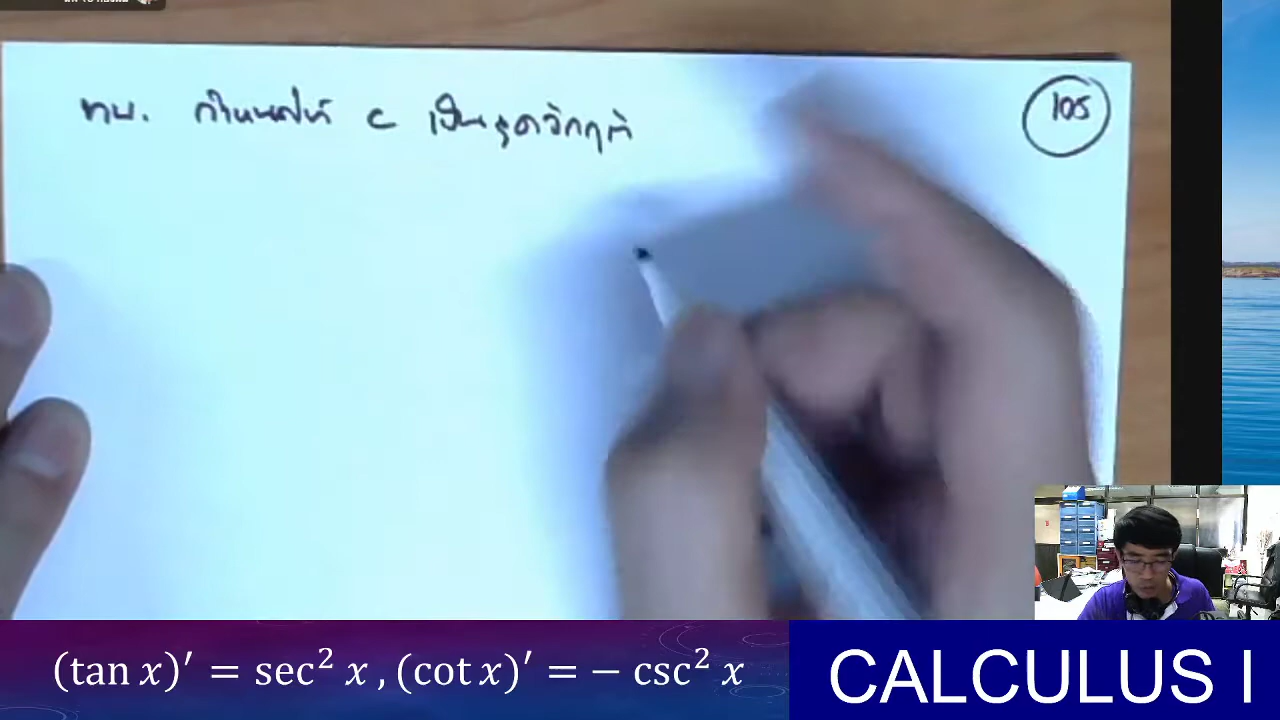 ทบ. กำหนดให้ c เป็นจุดวิกฤติ
105
(tan x)′ = sec² x , (cot x)′ = − csc² x
CALCULUS I